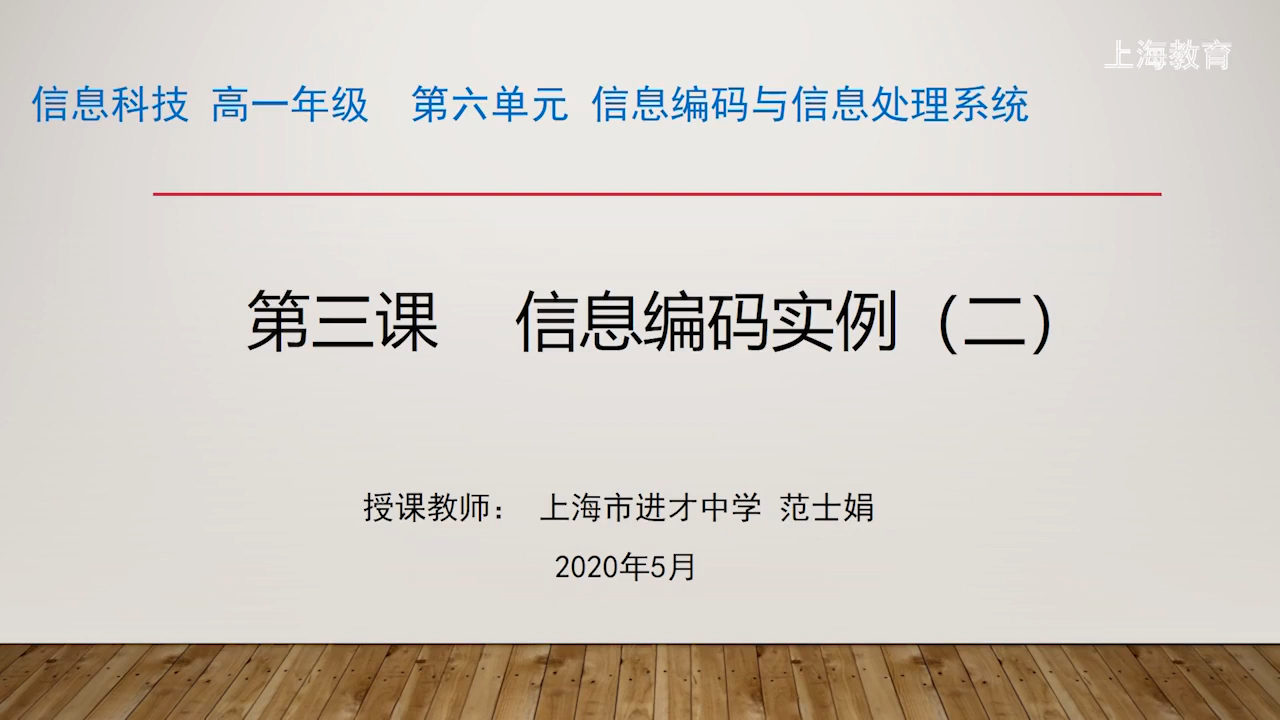 上海教育
信息科技 高一年级 第六单元 信息编码与信息处理系统
第三课 信息编码实例（二）
授课教师： 上海市进才中学 范士娟
2020年5月